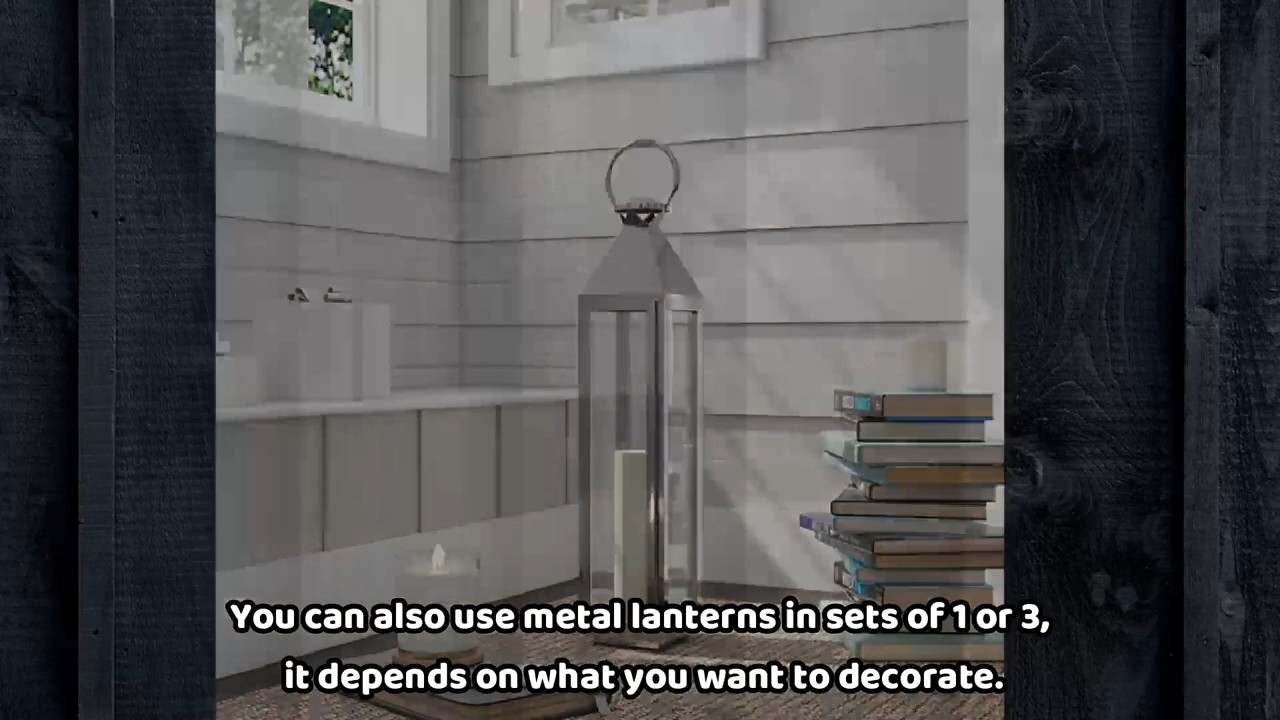 You can also use metal lanterns in sets of 1 or 3,
it depends on what you want to decorate.